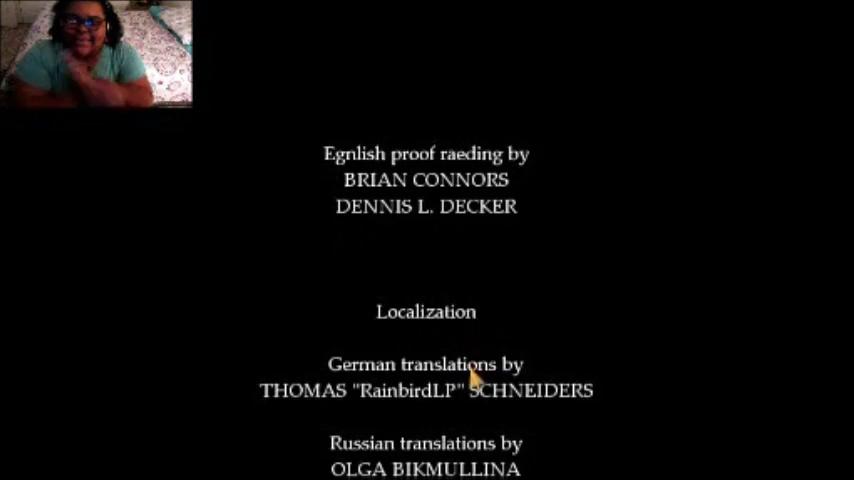 Egnlish proof raeding by
BRIAN CONNORS
DENNIS L. DECKER
Localization
German translations by
THOMAS "RainbirdLP" SCHNEIDERS
Russian translations by
OLGA BIKMULLINA